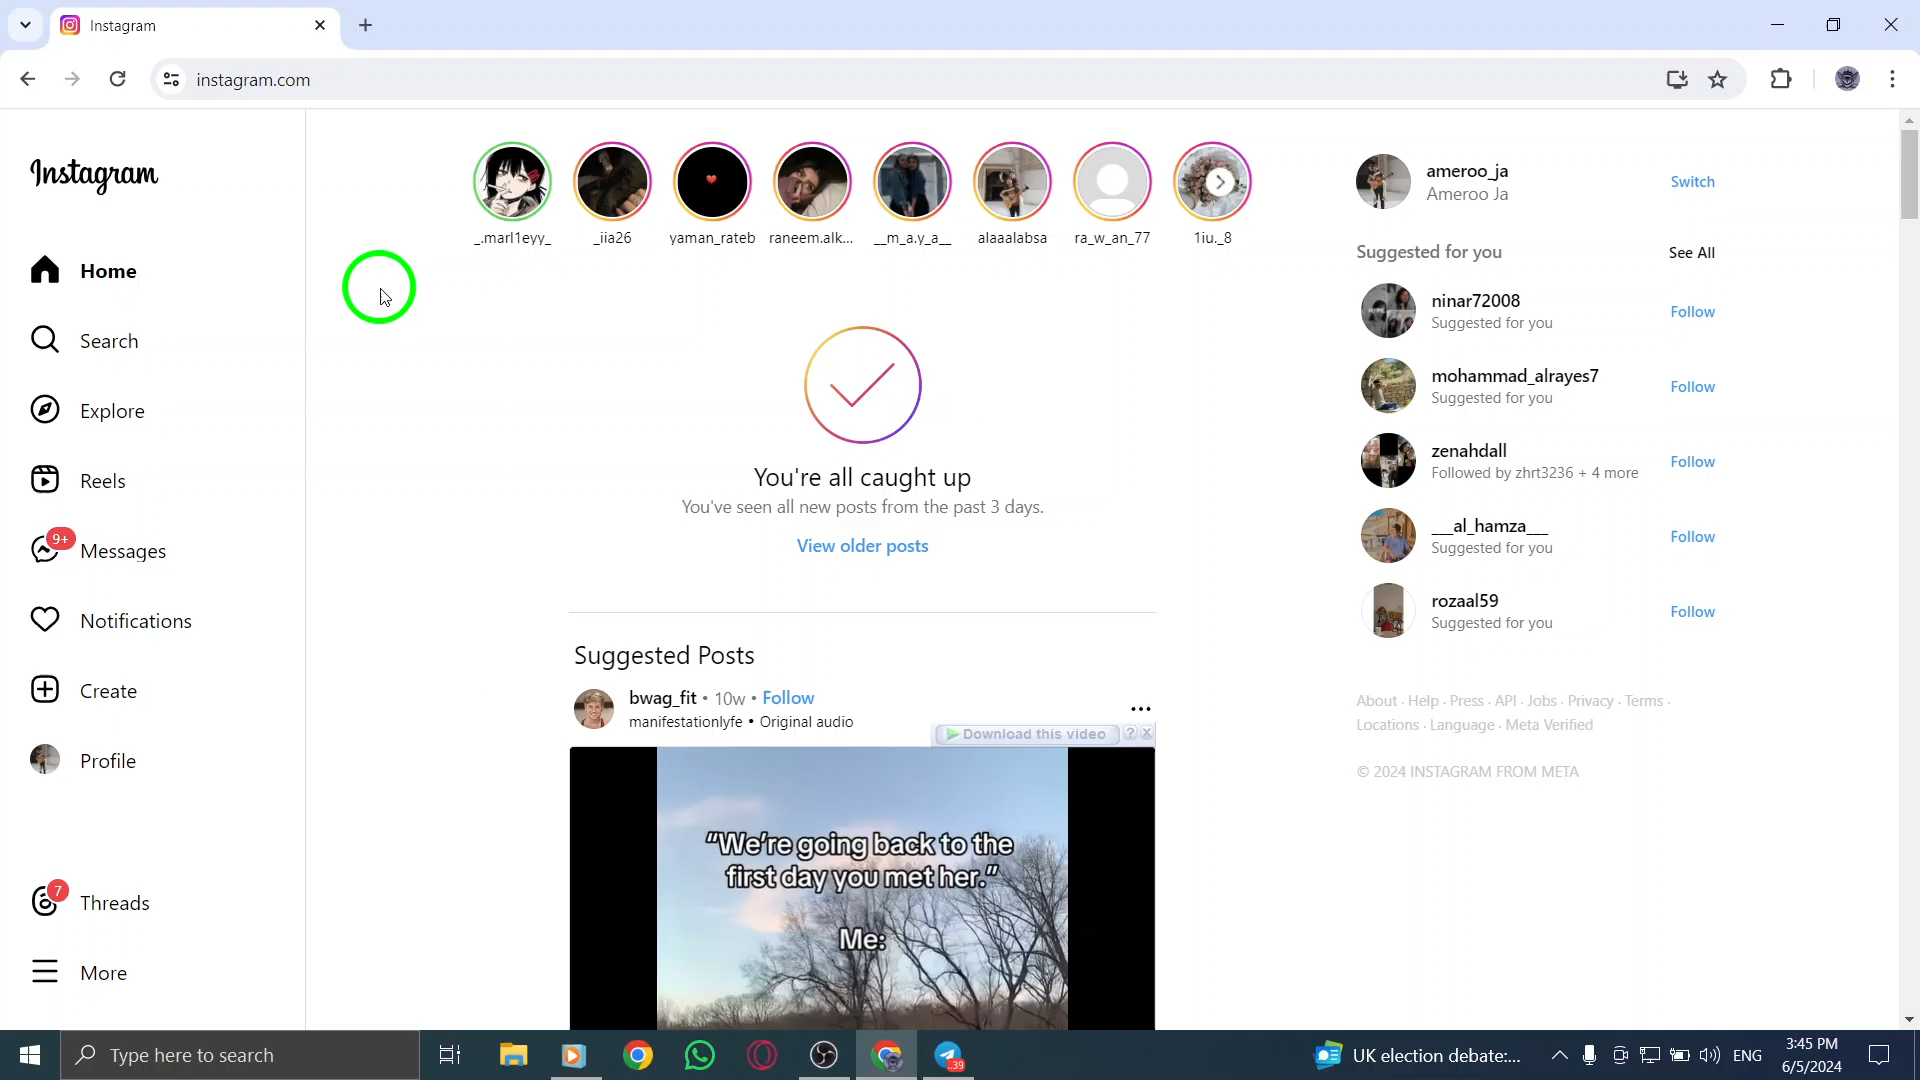 Instagram
instagram.com
Instagram
Home
Search
Explore
Reels
9+
Messages
Notifications
Create
Profile
7
Threads
More
_.marl1eyy_
_iia26
yaman_rateb
raneem.alk...
__m_a.y_a__
alaaalabsa
ra_w_an_77
1iu._8
You're all caught up
You've seen all new posts from the past 3 days.
View older posts
Suggested Posts
bwag_fit • 10w • Follow
manifestationlyfe • Original audio
Download this video
"We're going back to the
first day you met her."
Me:
ameroo_ja
Ameroo Ja
Switch
Suggested for you
See All
ninar72008
Suggested for you
Follow
mohammad_alrayes7
Suggested for you
Follow
zenahdall
Followed by zhrt3236 + 4 more
Follow
___al_hamza___
Suggested for you
Follow
rozaal59
Suggested for you
Follow
About · Help · Press · API · Jobs · Privacy · Terms ·
Locations · Language · Meta Verified
© 2024 INSTAGRAM FROM META
Type here to search
39
UK election debate:...
ENG
3:45 PM
6/5/2024